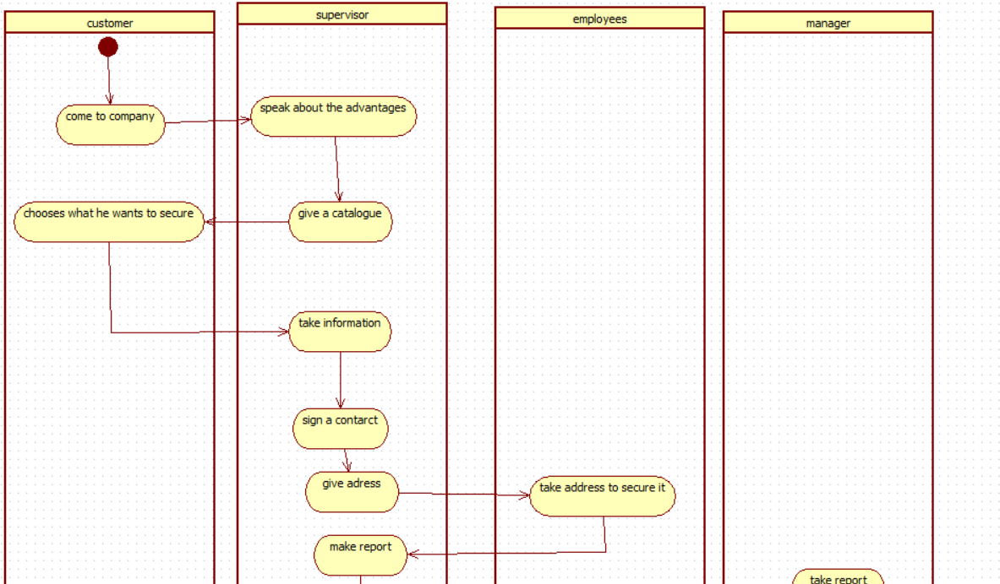 customer
supervisor
employees
manager
come to company
speak about the advantages
chooses what he wants to secure
give a catalogue
take information
sign a contarct
give adress
take address to secure it
make report
take report